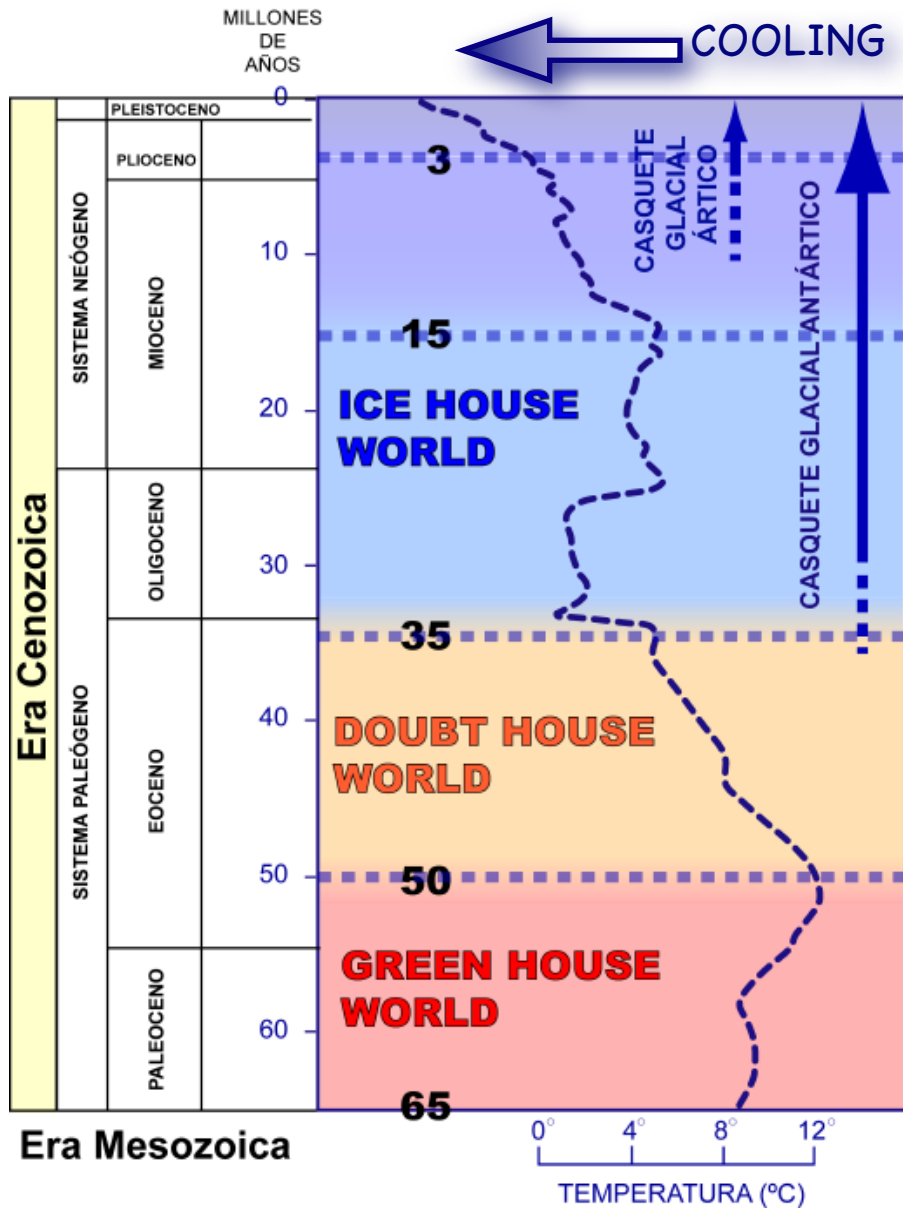 MILLONES
DE
AÑOS
COOLING
0
PLEISTOCENO
PLIOCENO
3
CASQUETE
GLACIAL
ÁRTICO
CASQUETE GLACIAL ANTÁRTICO
Era Cenozoica
SISTEMA NEÓGENO
10
MIOCENO
15
ICE HOUSE
WORLD
20
OLIGOCENO
30
35
SISTEMA PALEÓGENO
DOUBT HOUSE
WORLD
40
EOCENO
50
50
GREEN HOUSE
WORLD
PALEOCENO
60
65
Era Mesozoica
0° 4° 8° 12°
TEMPERATURA (ºC)